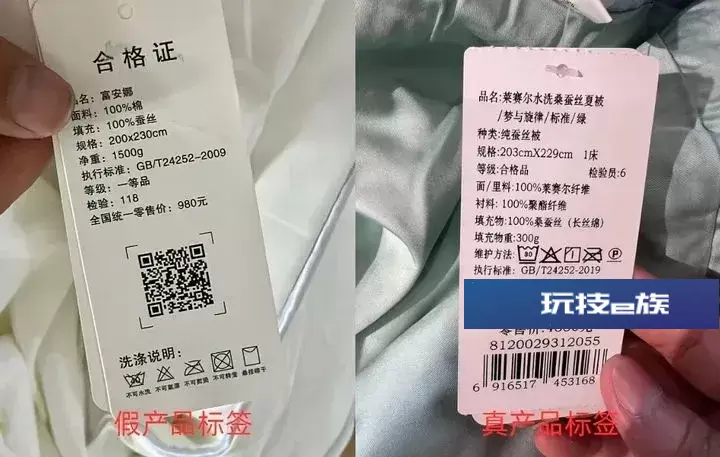 合格证
品名：富安娜
面料：100%棉
填充：100%蚕丝
规格：200x230cm
净重：1500g
执行标准：GB/T24252-2009
等级：一等品
检验：118
全国统一零售价：980元
洗涤说明：
不可水洗 不可氯漂 不可熨烫 不可转笼 悬挂晾干
假产品标签
品名：莱赛尔水洗桑蚕丝夏被
/梦与旋律/标准/绿
种类：纯蚕丝被
规格：203cmX229cm 1床
等级：合格品 检验员：6
面/里料：100%莱赛尔纤维
衬料：100%聚酯纤维
填充物：100%桑蚕丝（长丝绵）
填充物重：300g
维护方法：
执行标准：GB/T24252-2019
玩技e族
零售价：
8120029312055
6 916517 453168
真产品标签